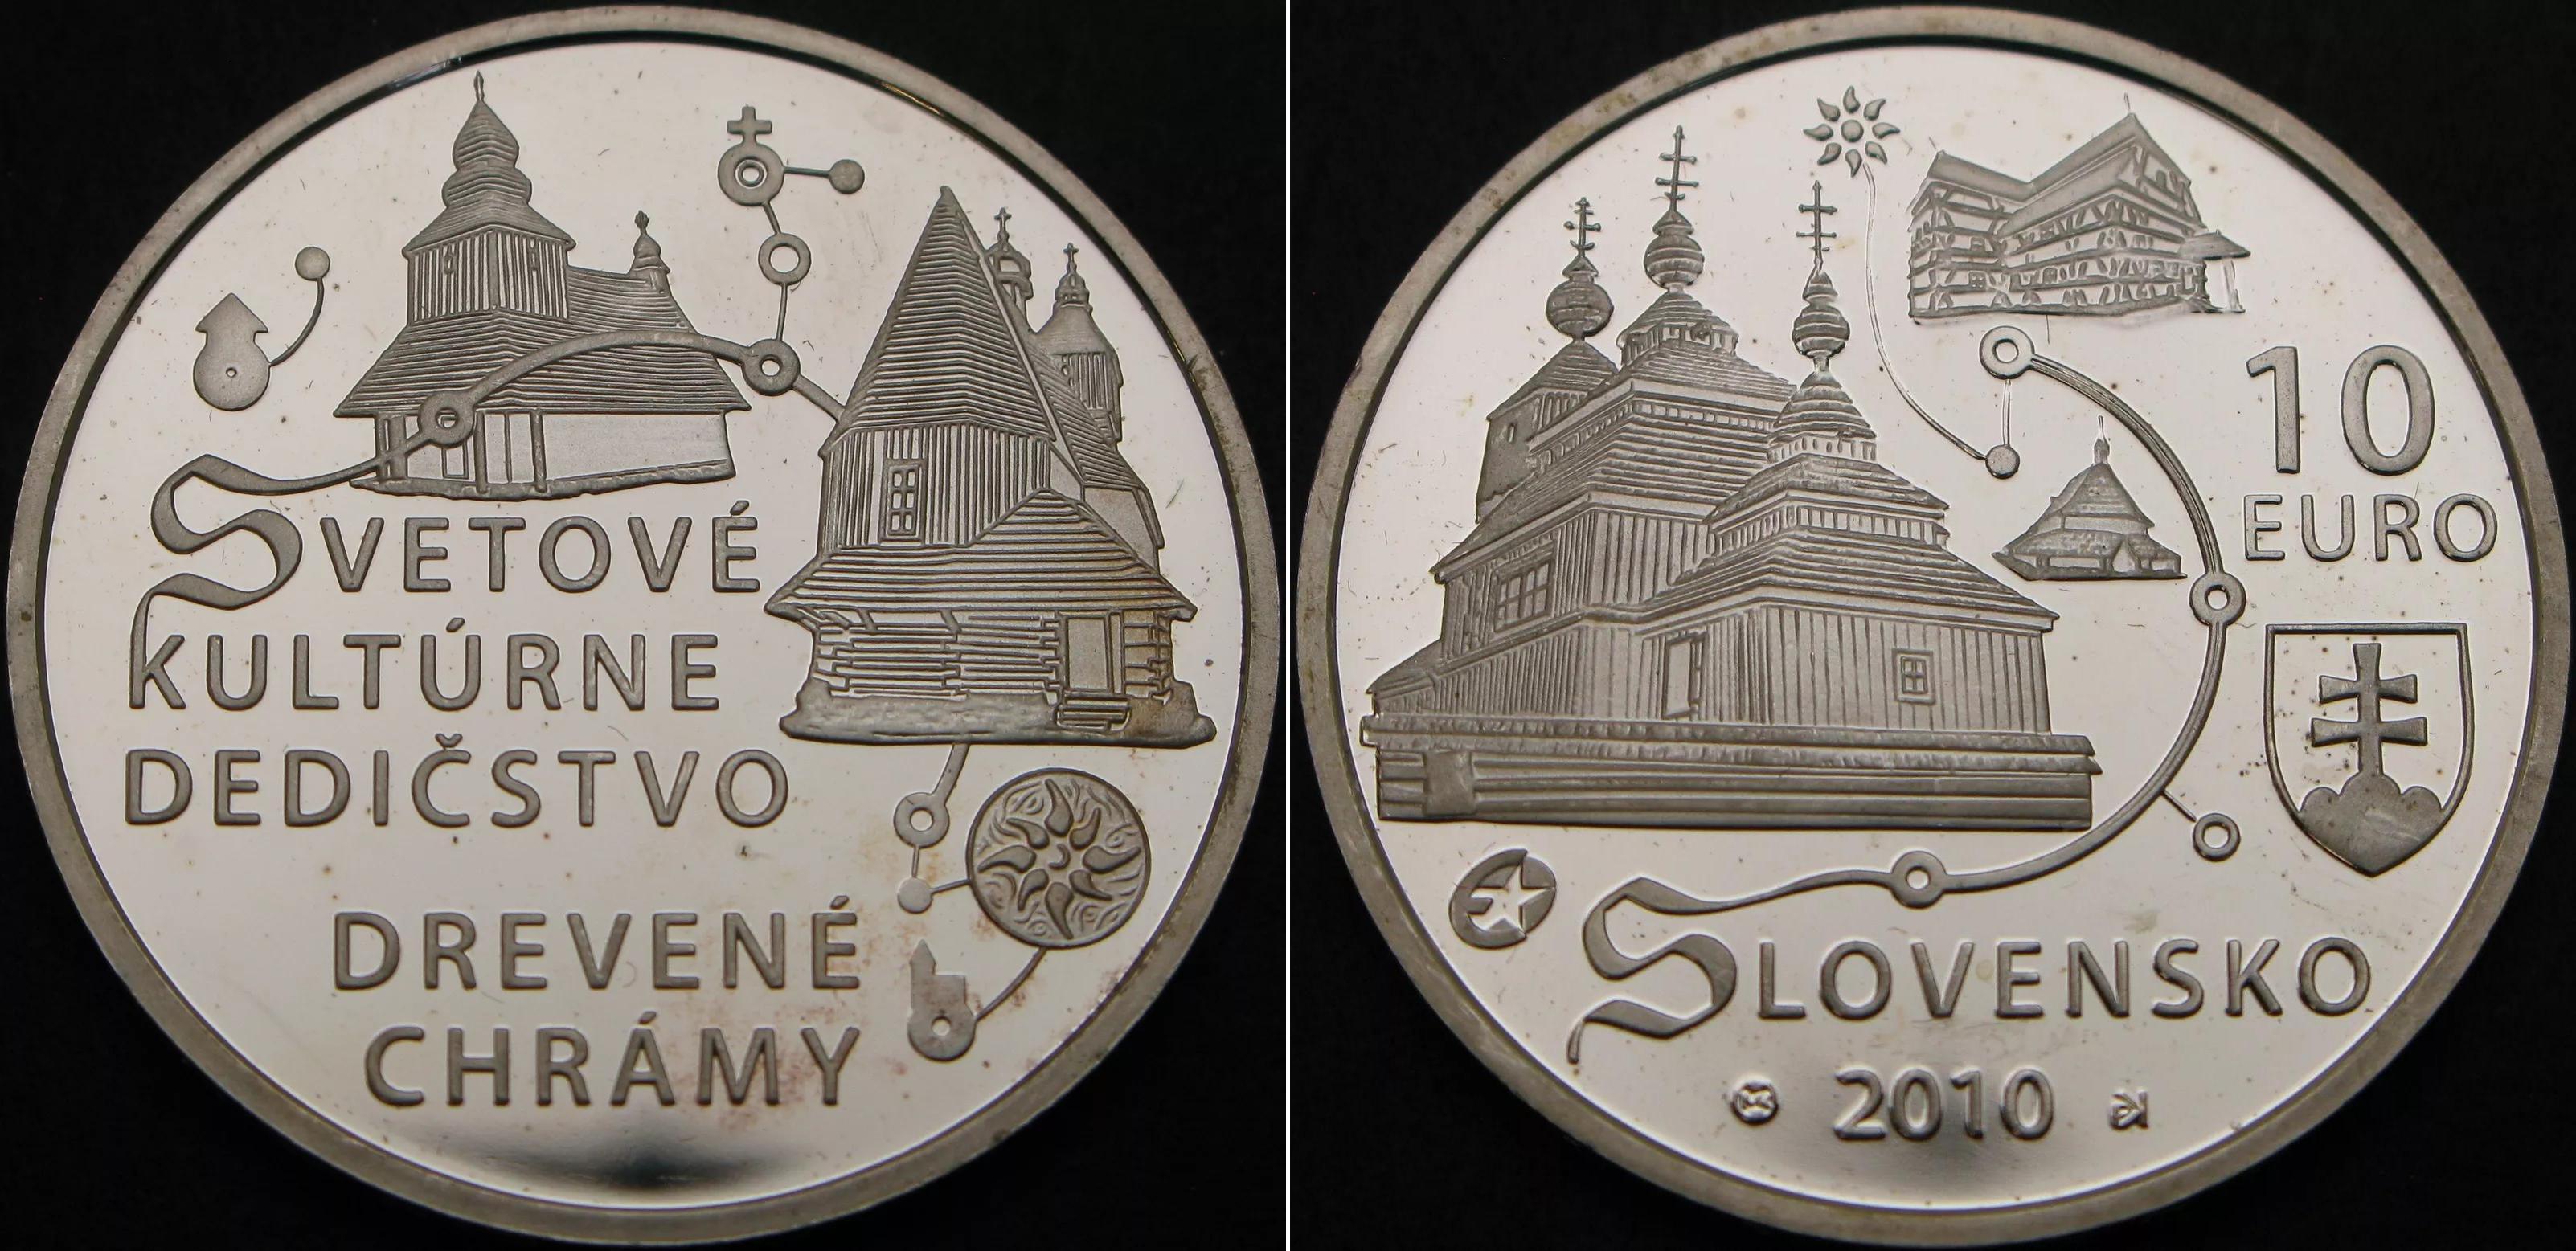 SVETOVÉ
KULTÚRNE
DEDIČSTVO
DREVENÉ
CHRÁMY
10
EURO
SLOVENSKO
2010